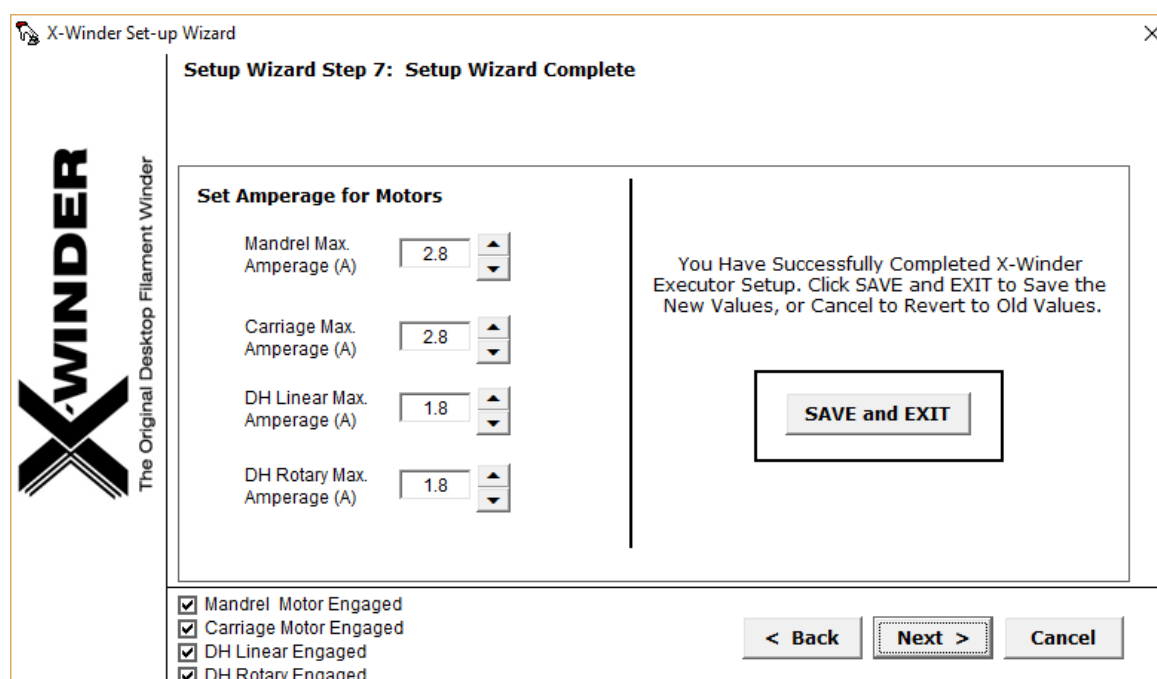 X-Winder Set-up Wizard
Setup Wizard Step 7:  Setup Wizard Complete
X-WINDER
The Original Desktop Filament Winder
Set Amperage for Motors
Mandrel Max.
Amperage (A)
2.8
Carriage Max.
Amperage (A)
2.8
DH Linear Max.
Amperage (A)
1.8
DH Rotary Max.
Amperage (A)
1.8
You Have Successfully Completed X-Winder
Executor Setup. Click SAVE and EXIT to Save the
New Values, or Cancel to Revert to Old Values.
SAVE and EXIT
Mandrel  Motor Engaged
Carriage Motor Engaged
DH Linear Engaged
DH Rotary Engaged
< Back
Next >
Cancel